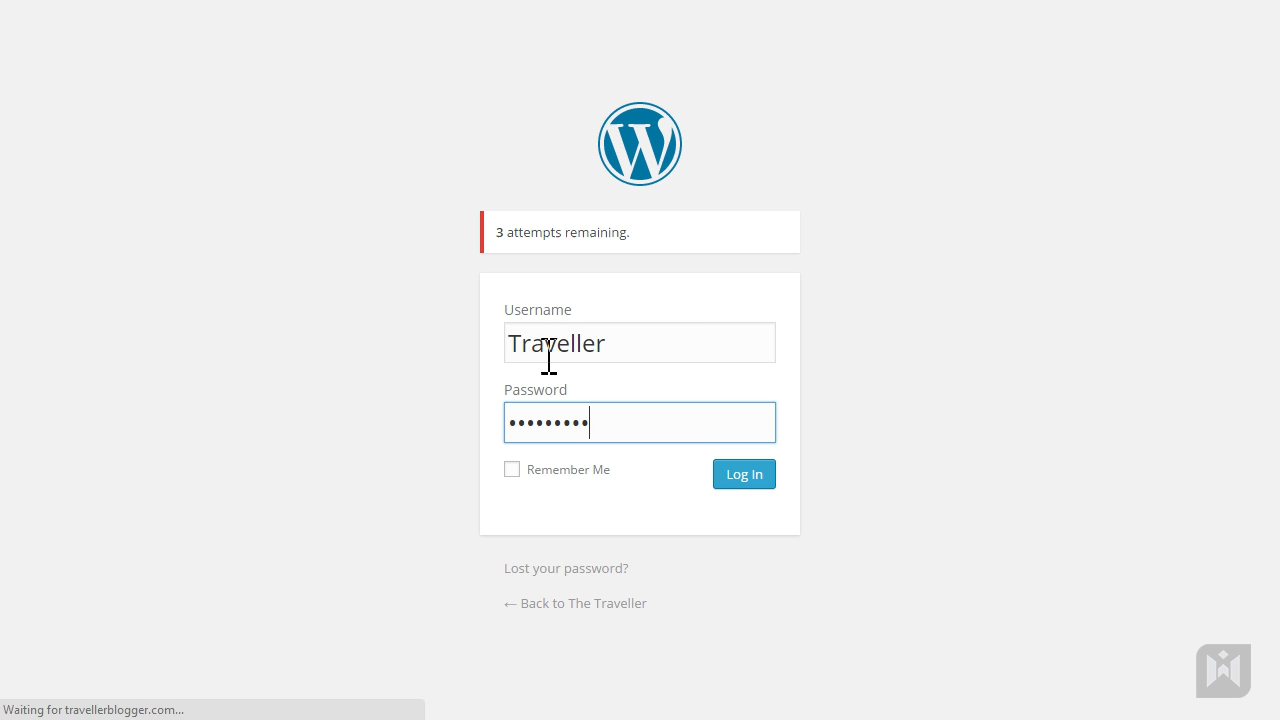 3 attempts remaining.
Username
Traveller
Password
•••••••••
Remember Me
Log In
Lost your password?
← Back to The Traveller
Waiting for travellerblogger.com...